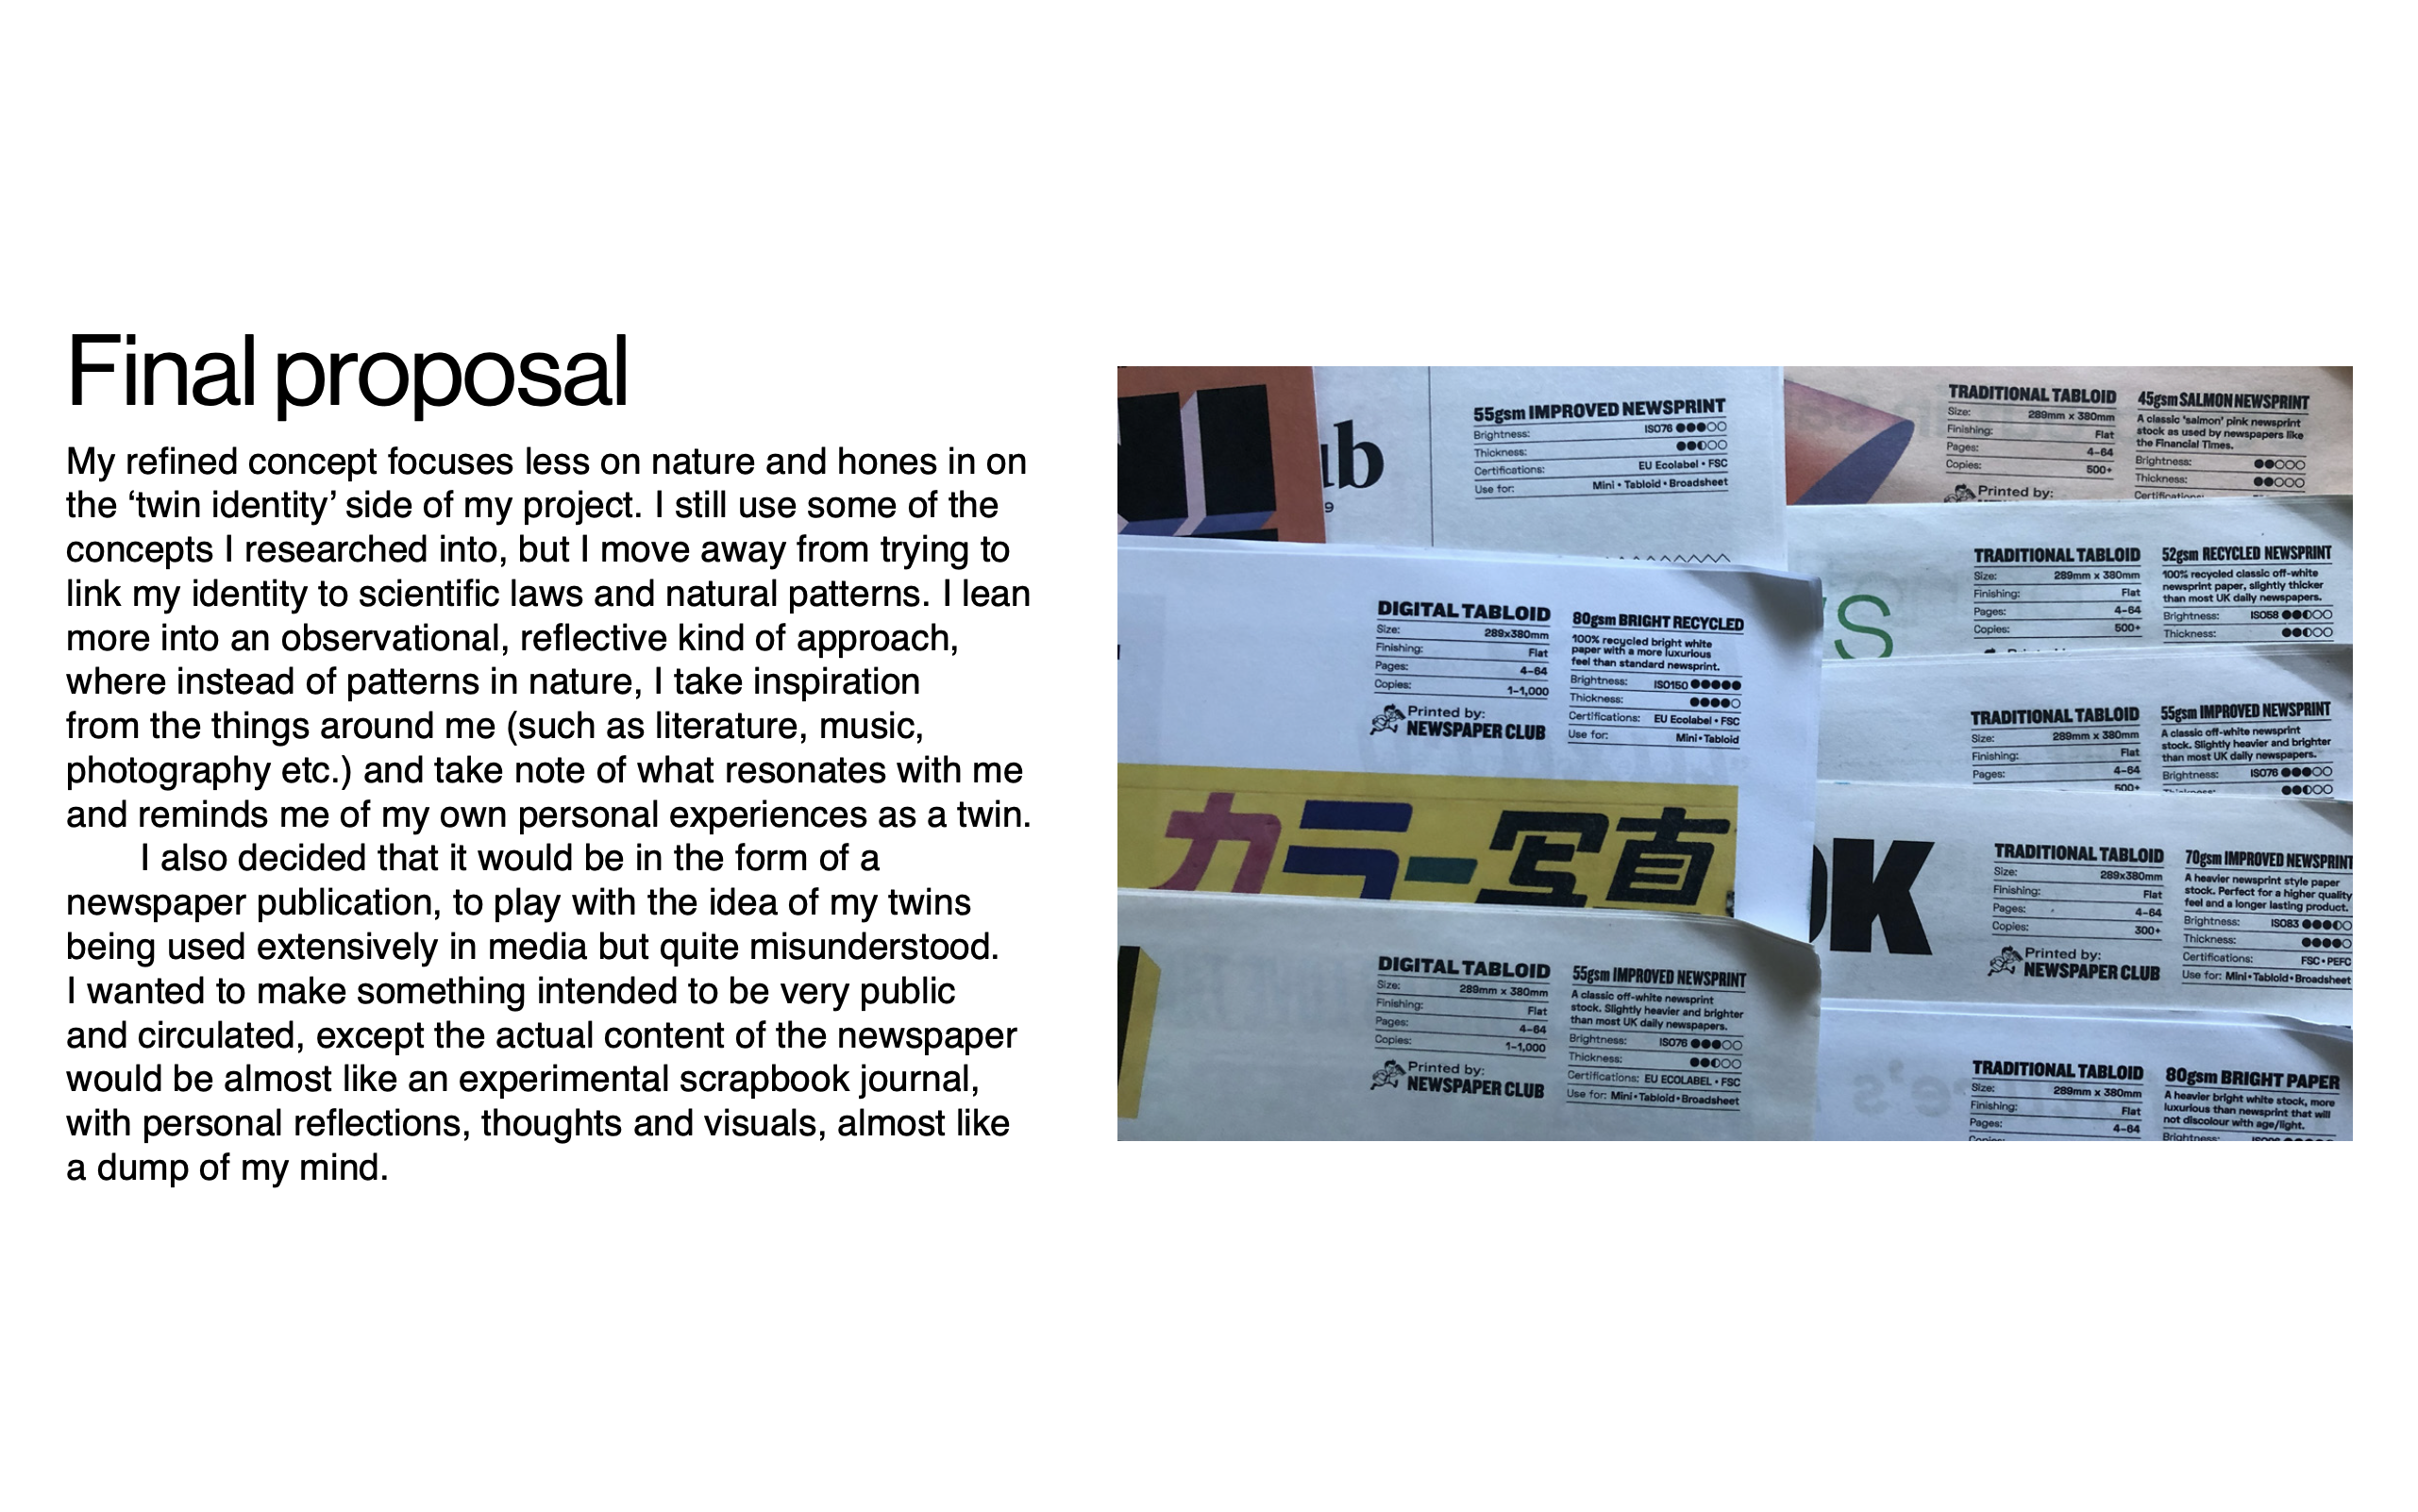 Final proposal
My refined concept focuses less on nature and hones in on
the ‘twin identity’ side of my project. I still use some of the
concepts I researched into, but I move away from trying to
link my identity to scientific laws and natural patterns. I lean
more into an observational, reflective kind of approach,
where instead of patterns in nature, I take inspiration
from the things around me (such as literature, music,
photography etc.) and take note of what resonates with me
and reminds me of my own personal experiences as a twin.
I also decided that it would be in the form of a
newspaper publication, to play with the idea of my twins
being used extensively in media but quite misunderstood.
I wanted to make something intended to be very public
and circulated, except the actual content of the newspaper
would be almost like an experimental scrapbook journal,
with personal reflections, thoughts and visuals, almost like
a dump of my mind.
ub
9
55gsm IMPROVED NEWSPRINT
Brightness: ISO76
Thickness:
Certifications: EU Ecolabel • FSC
Use for: Mini • Tabloid • Broadsheet
TRADITIONAL TABLOID
Size: 289mm x 380mm
Finishing: Flat
Pages: 4–64
Copies: 500+
Printed by:
45gsm SALMON NEWSPRINT
A classic ‘salmon’ pink newsprint
stock as used by newspapers like
the Financial Times.
Brightness:
Thickness:
Certifications:
S
TRADITIONAL TABLOID
Size: 289mm x 380mm
Finishing: Flat
Pages: 4–64
Copies: 500+
52gsm RECYCLED NEWSPRINT
100% recycled classic off-white
newsprint paper, slightly thicker
than most UK daily newspapers.
Brightness: ISO58
Thickness:
DIGITAL TABLOID
Size: 289x380mm
Finishing: Flat
Pages: 4–64
Copies: 1–1,000
Printed by:
NEWSPAPER CLUB
80gsm BRIGHT RECYCLED
100% recycled bright white
paper with a more luxurious
feel than standard newsprint.
Brightness: ISO150
Thickness:
Certifications: EU Ecolabel • FSC
Use for: Mini • Tabloid
カラー写真
TRADITIONAL TABLOID
Size: 289mm x 380mm
Finishing: Flat
Pages: 4–64
500+
55gsm IMPROVED NEWSPRINT
A classic off-white newsprint
stock. Slightly heavier and brighter
than most UK daily newspapers.
Brightness: ISO76
Thickness:
OK
TRADITIONAL TABLOID
Size: 289x380mm
Finishing: Flat
Pages: 4–64
Copies: 300+
Printed by:
NEWSPAPER CLUB
70gsm IMPROVED NEWSPRINT
A heavier newsprint style paper
stock. Perfect for a higher quality
feel and a longer lasting product.
Brightness: ISO83
Thickness:
Certifications: FSC • PEFC
Use for: Mini • Tabloid • Broadsheet
DIGITAL TABLOID
Size: 289mm x 380mm
Finishing: Flat
Pages: 4–64
Copies: 1–1,000
Printed by:
NEWSPAPER CLUB
55gsm IMPROVED NEWSPRINT
A classic off-white newsprint
stock. Slightly heavier and brighter
than most UK daily newspapers.
Brightness: ISO76
Thickness:
Certifications: EU ECOLABEL • FSC
Use for: Mini • Tabloid • Broadsheet
TRADITIONAL TABLOID
Size: 289mm x 380mm
Finishing: Flat
Pages: 4–64
Copies:
80gsm BRIGHT PAPER
A heavier bright white stock, more
luxurious than newsprint that will
not discolour with age/light.
Brightness: